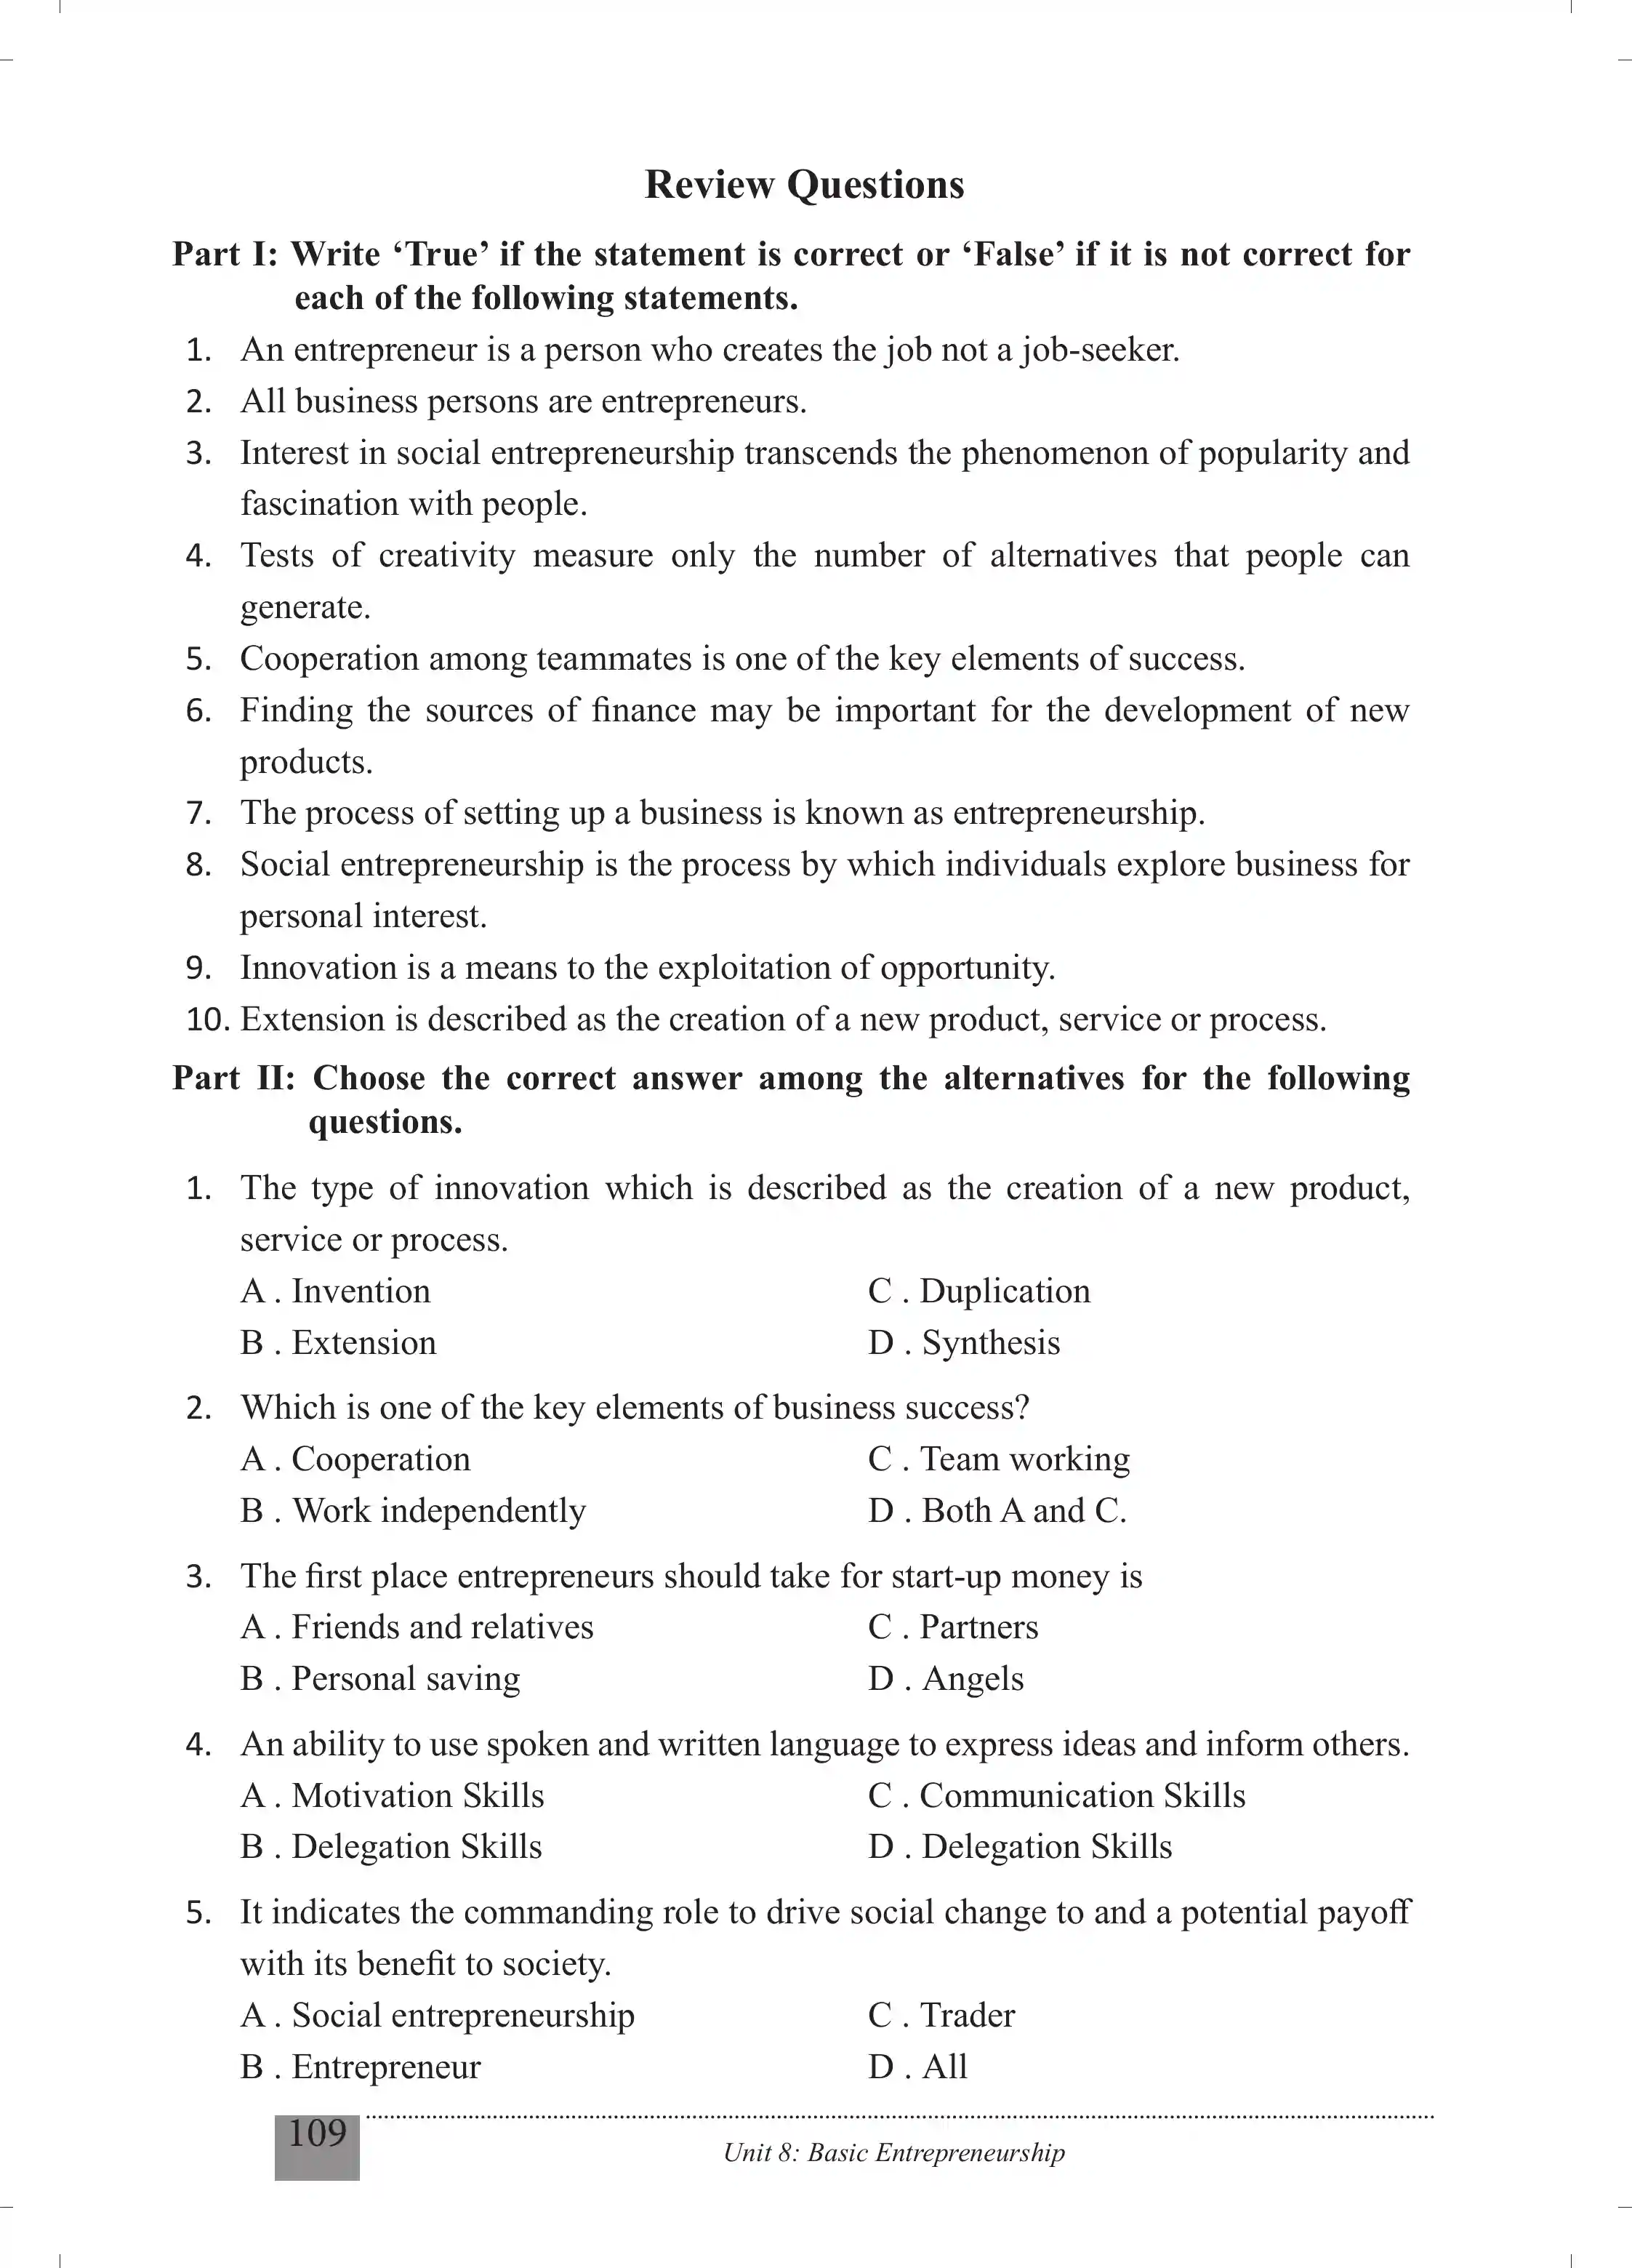 Review Questions
Part I: Write ‘True’ if the statement is correct or ‘False’ if it is not correct for
each of the following statements.
1. An entrepreneur is a person who creates the job not a job-seeker.
2. All business persons are entrepreneurs.
3. Interest in social entrepreneurship transcends the phenomenon of popularity and
fascination with people.
4. Tests of creativity measure only the number of alternatives that people can
generate.
5. Cooperation among teammates is one of the key elements of success.
6. Finding the sources of finance may be important for the development of new
products.
7. The process of setting up a business is known as entrepreneurship.
8. Social entrepreneurship is the process by which individuals explore business for
personal interest.
9. Innovation is a means to the exploitation of opportunity.
10. Extension is described as the creation of a new product, service or process.
Part II: Choose the correct answer among the alternatives for the following
questions.
1. The type of innovation which is described as the creation of a new product,
service or process.
A . Invention C . Duplication
B . Extension D . Synthesis
2. Which is one of the key elements of business success?
A . Cooperation C . Team working
B . Work independently D . Both A and C.
3. The first place entrepreneurs should take for start-up money is
A . Friends and relatives C . Partners
B . Personal saving D . Angels
4. An ability to use spoken and written language to express ideas and inform others.
A . Motivation Skills C . Communication Skills
B . Delegation Skills D . Delegation Skills
5. It indicates the commanding role to drive social change to and a potential payoff
with its benefit to society.
A . Social entrepreneurship C . Trader
B . Entrepreneur D . All
109
Unit 8: Basic Entrepreneurship